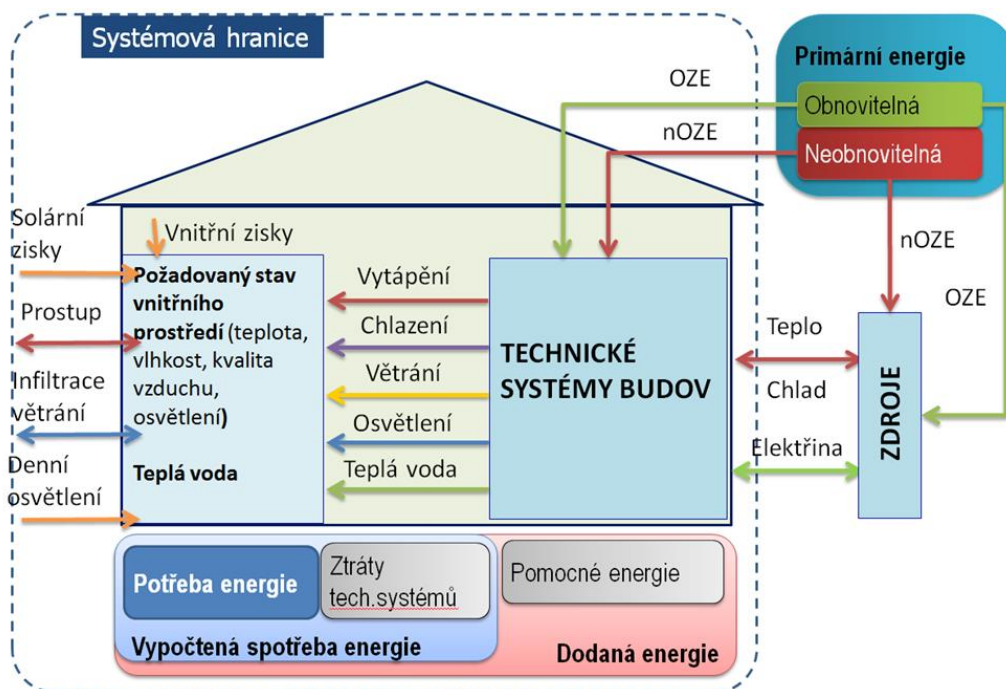 Systémová hranice
Primární energie
Obnovitelná
Neobnovitelná
OZE
nOZE
nOZE
OZE
Solární
zisky
Prostup
Infiltrace
větrání
Denní
osvětlení
Vnitřní zisky
Požadovaný stav
vnitřního
prostředí (teplota,
vlhkost, kvalita
vzduchu,
osvětlení)
Teplá voda
Vytápění
Chlazení
Větrání
Osvětlení
Teplá voda
TECHNICKÉ
SYSTÉMY BUDOV
Teplo
Chlad
Elektřina
ZDROJE
Potřeba energie
Ztráty
tech.systémů
Pomocné energie
Vypočtená spotřeba energie
Dodaná energie